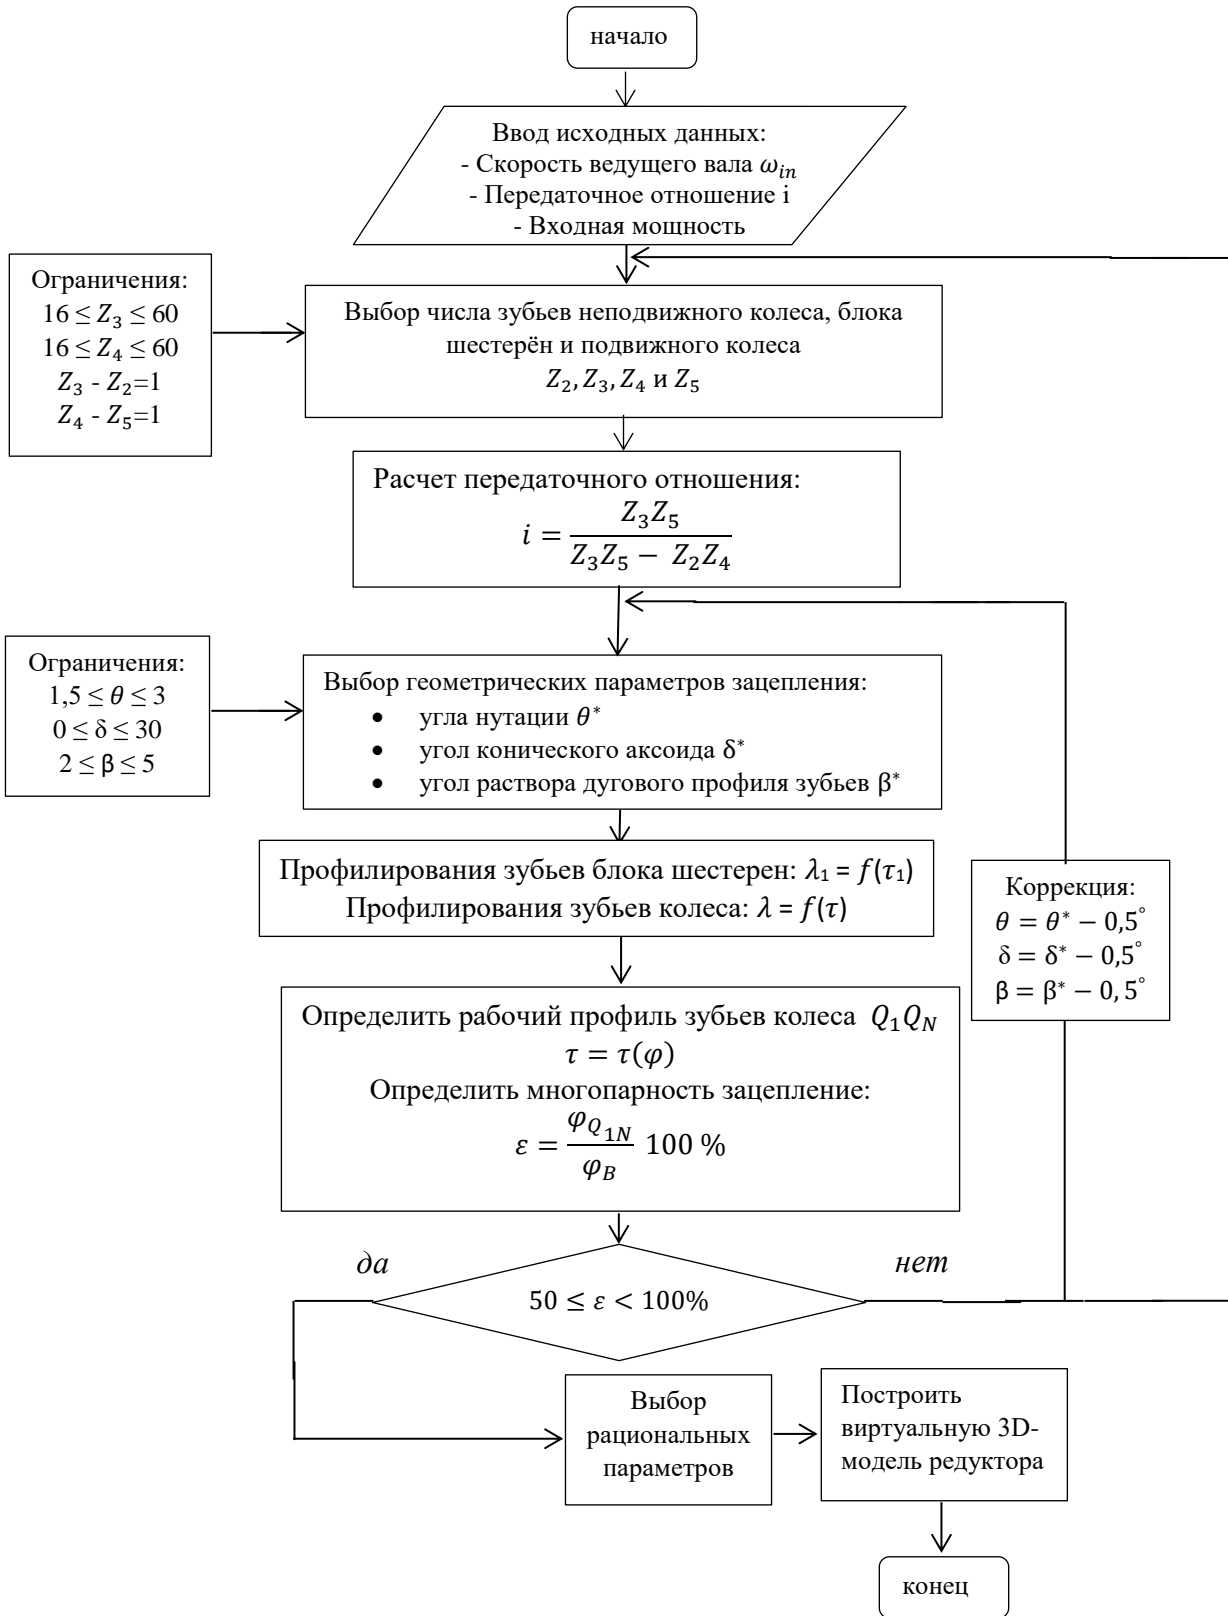 начало
Ввод исходных данных:
- Скорость ведущего вала ω_in
- Передаточное отношение i
- Входная мощность
Ограничения:
16 ≤ Z₃ ≤ 60
16 ≤ Z₄ ≤ 60
Z₃ - Z₂=1
Z₄ - Z₅=1
Выбор числа зубьев неподвижного колеса, блока
шестерён и подвижного колеса
Z₂, Z₃, Z₄ и Z₅
Расчет передаточного отношения:
i = Z₃Z₅ / (Z₃Z₅ − Z₂Z₄)
Ограничения:
1,5 ≤ θ ≤ 3
0 ≤ δ ≤ 30
2 ≤ β ≤ 5
Выбор геометрических параметров зацепления:
• угла нутации θ*
• угол конического аксоида δ*
• угол раствора дугового профиля зубьев β*
Профилирования зубьев блока шестерен: λ₁ = f(τ₁)
Профилирования зубьев колеса: λ = f(τ)
Коррекция:
θ = θ* − 0,5°
δ = δ* − 0,5°
β = β* − 0,5°
Определить рабочий профиль зубьев колеса Q₁Q_N
τ = τ(φ)
Определить многопарность зацепление:
ε = φ_Q₁N / φ_B 100 %
да
нет
50 ≤ ε < 100%
Выбор
рациональных
параметров
Построить
виртуальную 3D-
модель редуктора
конец